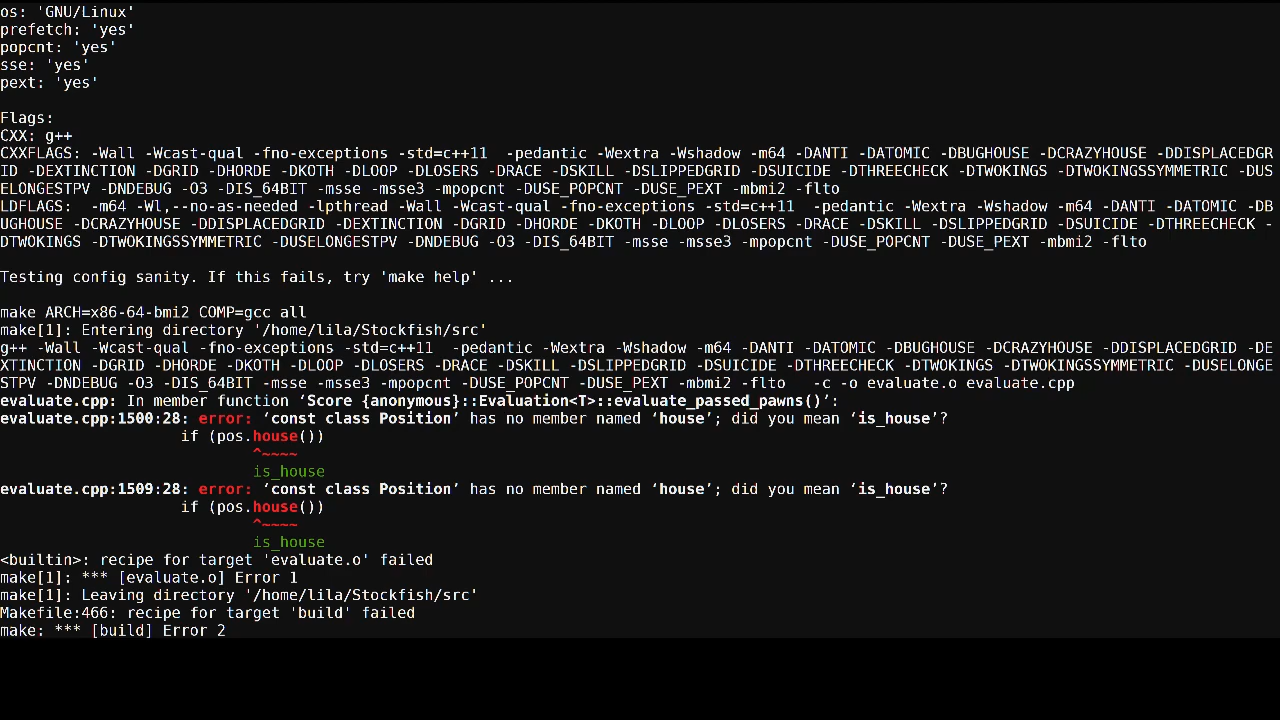 os: 'GNU/Linux'
prefetch: 'yes'
popcnt: 'yes'
sse: 'yes'
pext: 'yes'
Flags:
CXX: g++
CXXFLAGS: -Wall -Wcast-qual -fno-exceptions -std=c++11  -pedantic -Wextra -Wshadow -m64 -DANTI -DATOMIC -DBUGHOUSE -DCRAZYHOUSE -DDISPLACEDGR
ID -DEXTINCTION -DGRID -DHORDE -DKOTH -DLOOP -DLOSERS -DRACE -DSKILL -DSLIPPEDGRID -DSUICIDE -DTHREECHECK -DTWOKINGS -DTWOKINGSSYMMETRIC -DUS
ELONGESTPV -DNDEBUG -O3 -DIS_64BIT -msse -msse3 -mpopcnt -DUSE_POPCNT -DUSE_PEXT -mbmi2 -flto
LDFLAGS:  -m64 -Wl,--no-as-needed -lpthread -Wall -Wcast-qual -fno-exceptions -std=c++11  -pedantic -Wextra -Wshadow -m64 -DANTI -DATOMIC -DB
UGHOUSE -DCRAZYHOUSE -DDISPLACEDGRID -DEXTINCTION -DGRID -DHORDE -DKOTH -DLOOP -DLOSERS -DRACE -DSKILL -DSLIPPEDGRID -DSUICIDE -DTHREECHECK -
DTWOKINGS -DTWOKINGSSYMMETRIC -DUSELONGESTPV -DNDEBUG -O3 -DIS_64BIT -msse -msse3 -mpopcnt -DUSE_POPCNT -DUSE_PEXT -mbmi2 -flto
Testing config sanity. If this fails, try 'make help' ...
make ARCH=x86-64-bmi2 COMP=gcc all
make[1]: Entering directory '/home/lila/Stockfish/src'
g++ -Wall -Wcast-qual -fno-exceptions -std=c++11  -pedantic -Wextra -Wshadow -m64 -DANTI -DATOMIC -DBUGHOUSE -DCRAZYHOUSE -DDISPLACEDGRID -DE
XTINCTION -DGRID -DHORDE -DKOTH -DLOOP -DLOSERS -DRACE -DSKILL -DSLIPPEDGRID -DSUICIDE -DTHREECHECK -DTWOKINGS -DTWOKINGSSYMMETRIC -DUSELONGE
STPV -DNDEBUG -O3 -DIS_64BIT -msse -msse3 -mpopcnt -DUSE_POPCNT -DUSE_PEXT -mbmi2 -flto   -c -o evaluate.o evaluate.cpp
evaluate.cpp: In member function ‘Score {anonymous}::Evaluation<T>::evaluate_passed_pawns()’:
evaluate.cpp:1500:28: error: ‘const class Position’ has no member named ‘house’; did you mean ‘is_house’?
if (pos.house())
^~~~~
is_house
evaluate.cpp:1509:28: error: ‘const class Position’ has no member named ‘house’; did you mean ‘is_house’?
if (pos.house())
^~~~~
is_house
<builtin>: recipe for target 'evaluate.o' failed
make[1]: *** [evaluate.o] Error 1
make[1]: Leaving directory '/home/lila/Stockfish/src'
Makefile:466: recipe for target 'build' failed
make: *** [build] Error 2